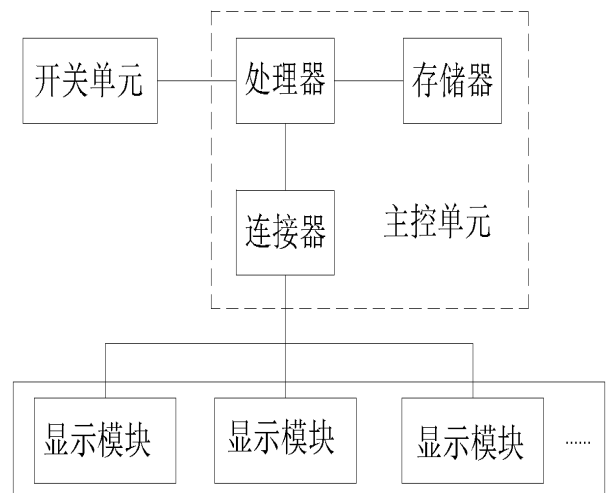 开关单元
处理器
存储器
连接器
主控单元
显示模块
显示模块
显示模块
......